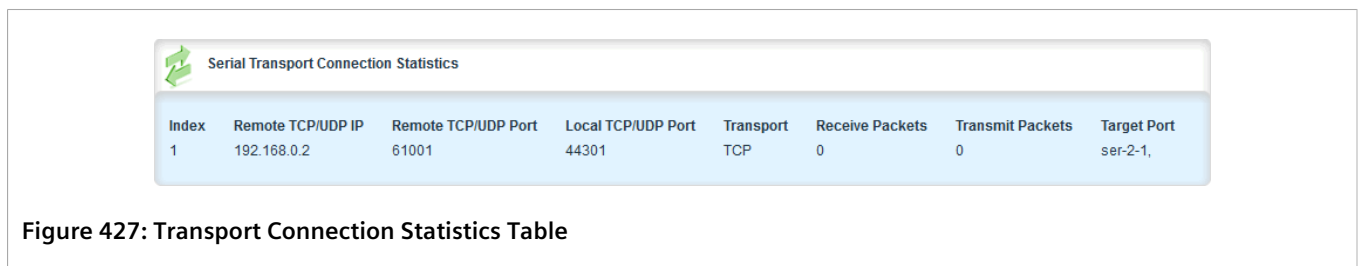 Serial Transport Connection Statistics
Index Remote TCP/UDP IP Remote TCP/UDP Port Local TCP/UDP Port Transport Receive Packets Transmit Packets Target Port
1 192.168.0.2 61001 44301 TCP 0 0 ser-2-1,
Figure 427: Transport Connection Statistics Table